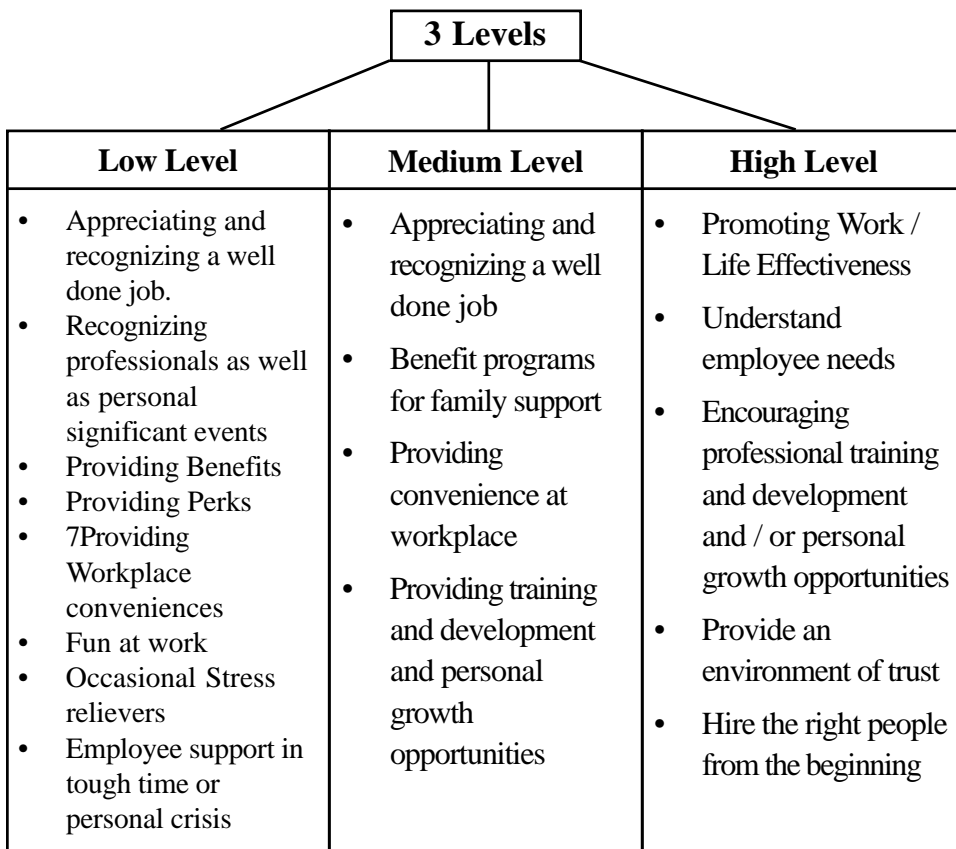 3 Levels
Low Level
• Appreciating and
recognizing a well
done job.
• Recognizing
professionals as well
as personal
significant events
• Providing Benefits
• Providing Perks
• 7Providing
Workplace
conveniences
• Fun at work
• Occasional Stress
relievers
• Employee support in
tough time or
personal crisis
Medium Level
• Appreciating and
recognizing a well
done job
• Benefit programs
for family support
• Providing
convenience at
workplace
• Providing training
and development
and personal
growth
opportunities
High Level
• Promoting Work /
Life Effectiveness
• Understand
employee needs
• Encouraging
professional training
and development
and / or personal
growth opportunities
• Provide an
environment of trust
• Hire the right people
from the beginning